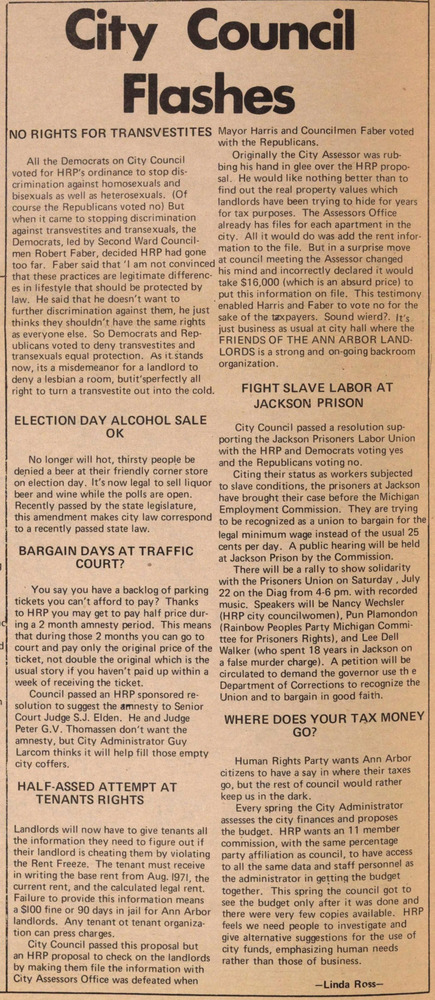 City Council
Flashes
NO RIGHTS FOR TRANSVESTITES
All the Democrats on City Council
voted for HRP's ordinance to stop dis-
crimination against homosexuals and
bisexuals as well as heterosexuals. (Of
course the Republicans voted no) But
when it came to stopping discrimination
against transvestites and transexuals, the
Democrats, led by Second Ward Council-
men Robert Faber, decided HRP had gone
too far. Faber said that 'I am not convinced
that these practices are legitimate differenc-
es in lifestyle that should be protected by
law. He said that he doesn't want to
further discrimination against them, he just
thinks they shouldn't have the same rights
as everyone else. So Democrats and Rep-
ublicans voted to deny transvestites and
transexuals equal protection. As it stands
now, its a misdemeanor for a landlord to
deny a lesbian a room, butit'sperfectly all
right to turn a transvestite out into the cold.
ELECTION DAY ALCOHOL SALE
OK
No longer will hot, thirsty people be
denied a beer at their friendly corner store
on election day. It's now legal to sell liquor
beer and wine while the polls are open.
Recently passed by the state legislature,
this amendment makes city law correspond
to a recently passed state law.
BARGAIN DAYS AT TRAFFIC
COURT?
You say you have a backlog of parking
tickets you can't afford to pay? Thanks
to HRP you may get to pay half price dur-
ing a 2 month amnesty period. This means
that during those 2 months you can go to
court and pay only the original price of the
ticket, not double the original which is the
usual story if you haven't paid up within a
week of receiving the ticket.
Council passed an HRP sponsored re-
solution to suggest the amnesty to Senior
Court Judge S.J. Elden. He and Judge
Peter G.V. Thomassen don't want the
amnesty, but City Administrator Guy
Larcom thinks it will help fill those empty
city coffers.
HALF-ASSED ATTEMPT AT
TENANTS RIGHTS
Landlords will now have to give tenants all
the information they need to figure out if
their landlord is cheating them by violating
the Rent Freeze. The tenant must receive
in writing the base rent from Aug. 1971, the
current rent, and the calculated legal rent.
Failure to provide this information means
a $100 fine or 90 days in jail for Ann Arbor
landlords. Any tenant ot tenant organiza-
tion can press charges.
City Council passed this proposal but
an HRP proposal to check on the landlords
by making them file the information with
City Assessors Office was defeated when
Mayor Harris and Councilmen Faber voted
with the Republicans.
Originally the City Assessor was rub-
bing his hand in glee over the HRP propo-
sal. He would like nothing better than to
find out the real property values which
landlords have been trying to hide for years
for tax purposes. The Assessors Office
already has files for each apartment in the
city. All it would do was add the rent infor-
mation to the file. But in a surprise move
at council meeting the Assessor changed
his mind and incorrectly declared it would
take $16,000 (which is an absurd price) to
put this information on file. This testimony
enabled Harris and Faber to vote no for the
sake of the taxpayers. Sound wierd?. It's
just business as usual at city hall where the
FRIENDS OF THE ANN ARBOR LAND-
LORDS is a strong and on-going backroom
organization.
FIGHT SLAVE LABOR AT
JACKSON PRISON
City Council passed a resolution sup-
porting the Jackson Prisoners Labor Union
with the HRP and Democrats voting yes
and the Republicans voting no.
Citing their status as workers subjected
to slave conditions, the prisoners at Jackson
have brought their case before the Michigan
Employment Commission. They are trying
to be recognized as a union to bargain for the
legal minimum wage instead of the usual 25
cents per day. A public hearing will be held
at Jackson Prison by the Commission.
There will be a rally to show solidarity
with the Prisoners Union on Saturday , July
22 on the Diag from 4-6 pm. with recorded
music. Speakers will be Nancy Wechsler
(HRP city councilwomen), Pun Plamondon
(Rainbow Peoples Party Michigan Commi-
ttee for Prisoners Rights), and Lee Dell
Walker (who spent 18 years in Jackson on
a false murder charge). A petition will be
circulated to demand the governor use th e
Department of Corrections to recognize the
Union and to bargain in good faith.
WHERE DOES YOUR TAX MONEY
GO?
Human Rights Party wants Ann Arbor
citizens to have a say in where their taxes
go, but the rest of council would rather
keep us in the dark.
Every spring the City Administrator
assesses the city finances and proposes
the budget. HRP wants an 11 member
commission, with the same percentage
party affiliation as council, to have access
to all the same data and staff personnel as
the administrator in getting the budget
together. This spring the council got to
see the budget only after it was done and
there were very few copies available. HRP
feels we need people to investigate and
give alternative suggestions for the use of
city funds, emphasizing human needs
rather than those of business.
—Linda Ross—